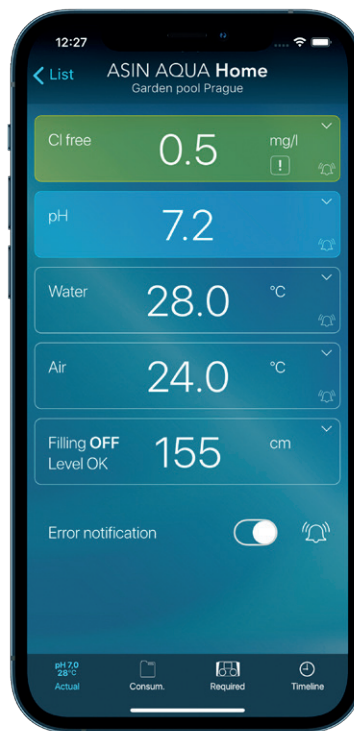 12:27
List
ASIN AQUA Home
Garden pool Prague
Cl free 0.5 mg/l
!
pH 7.2
Water 28.0 °C
Air 24.0 °C
Filling OFF
Level OK 155 cm
Error notification
pH 7,0
28°C
Actual Consum. Required Timeline